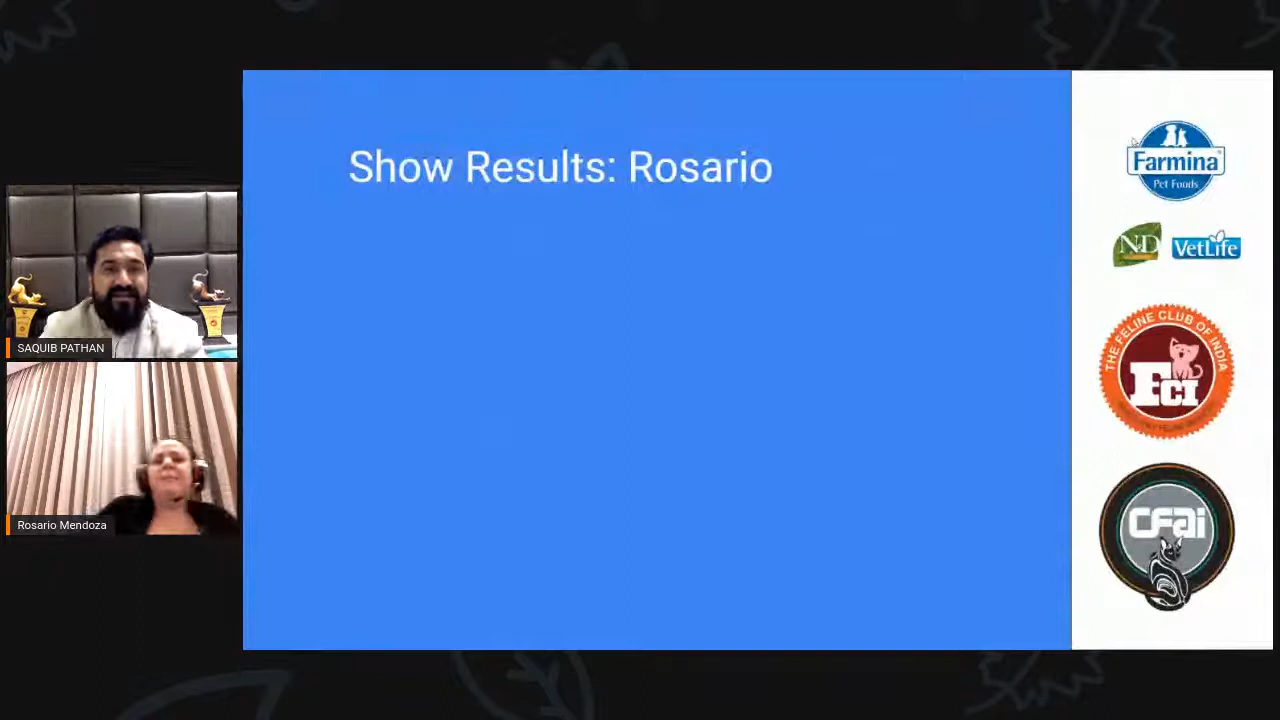 Show Results: Rosario
SAQUIB PATHAN
Rosario Mendoza
Farmina
Pet Foods
N&D
VetLife
THE FELINE CLUB OF INDIA
FCI
CFAi